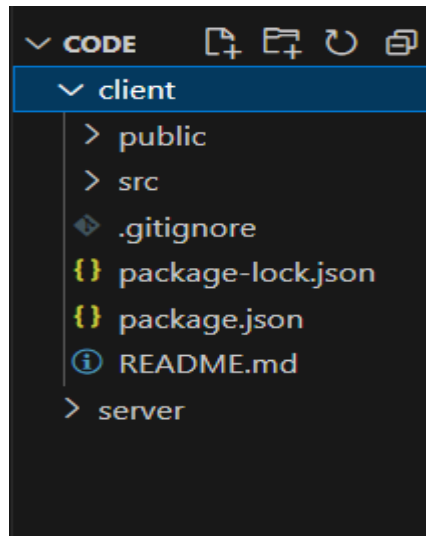 CODE
client
public
src
.gitignore
{} package-lock.json
{} package.json
README.md
server